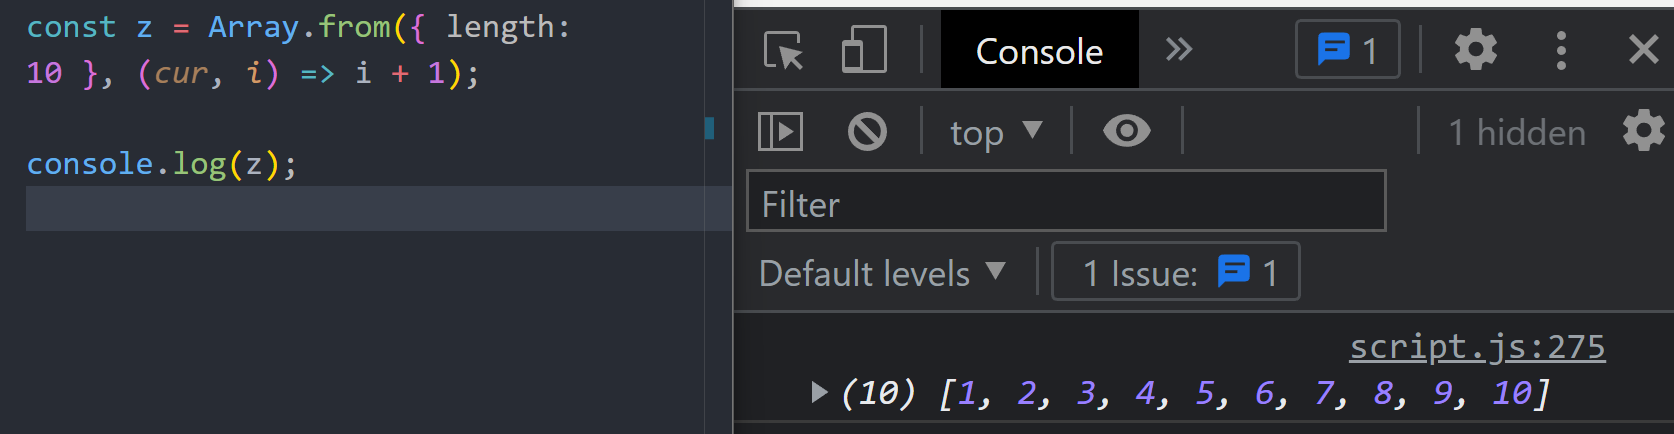 const z = Array.from({ length:
10 }, (cur, i) => i + 1);
console.log(z);
Console
1
top
1 hidden
Filter
Default levels
1 Issue:
1
script.js:275
(10) [1, 2, 3, 4, 5, 6, 7, 8, 9, 10]